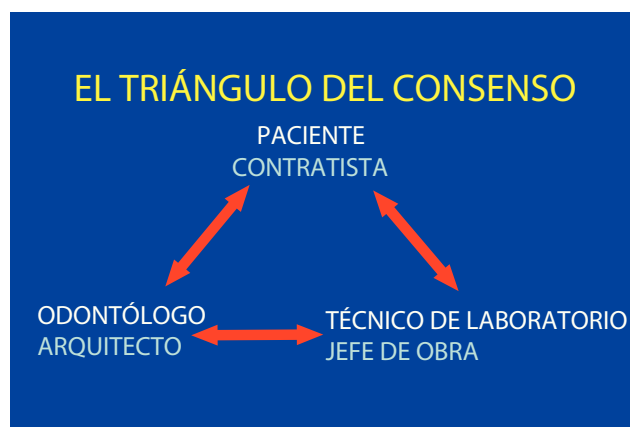 EL TRIÁNGULO DEL CONSENSO
PACIENTE
CONTRATISTA
ODONTÓLOGO
ARQUITECTO
TÉCNICO DE LABORATORIO
JEFE DE OBRA